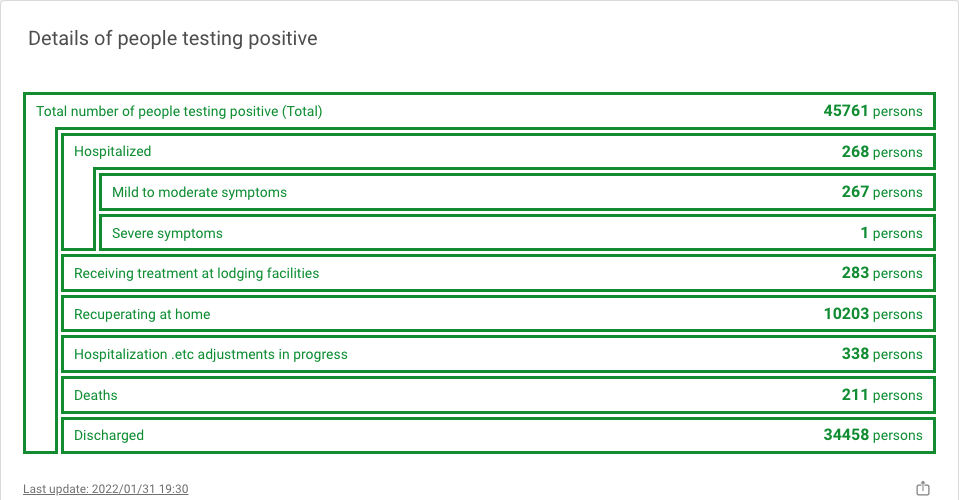 Details of people testing positive
Total number of people testing positive (Total) 45761 persons
Hospitalized 268 persons
Mild to moderate symptoms 267 persons
Severe symptoms 1 persons
Receiving treatment at lodging facilities 283 persons
Recuperating at home 10203 persons
Hospitalization .etc adjustments in progress 338 persons
Deaths 211 persons
Discharged 34458 persons
Last update: 2022/01/31 19:30